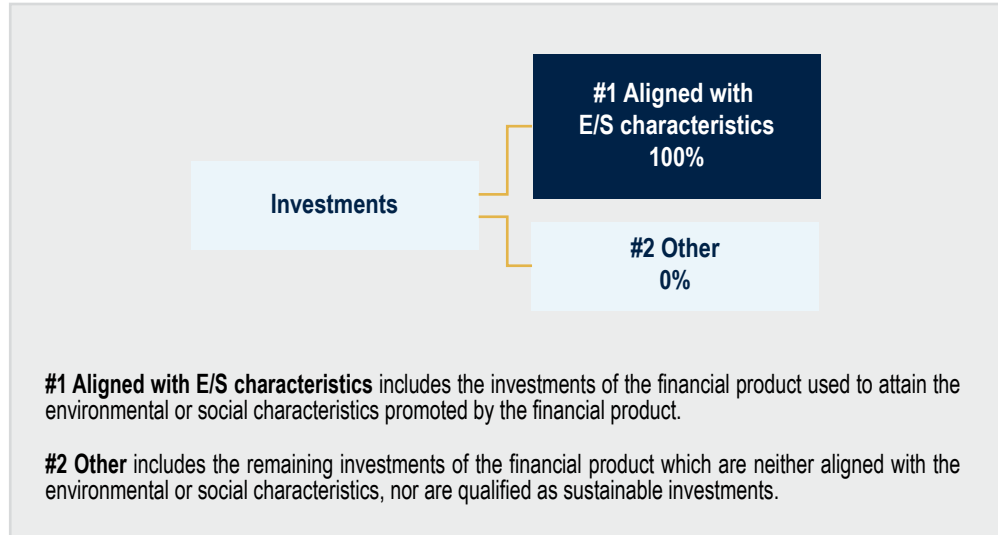 #1 Aligned with
E/S characteristics
100%
Investments
#2 Other
0%
#1 Aligned with E/S characteristics includes the investments of the financial product used to attain the
environmental or social characteristics promoted by the financial product.
#2 Other includes the remaining investments of the financial product which are neither aligned with the
environmental or social characteristics, nor are qualified as sustainable investments.